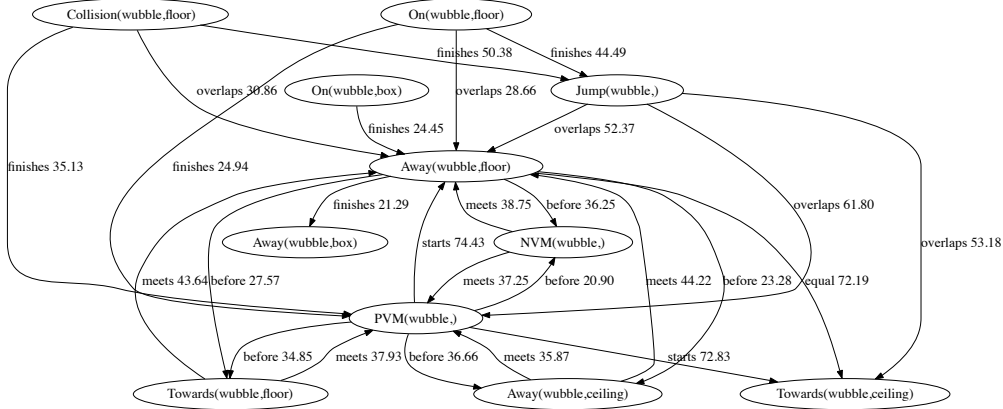 Collision(wubble,floor)
On(wubble,floor)
finishes 50.38
finishes 44.49
On(wubble,box)
overlaps 30.86
overlaps 28.66
Jump(wubble,)
finishes 24.45
overlaps 52.37
finishes 35.13
finishes 24.94
Away(wubble,floor)
finishes 21.29
meets 38.75
before 36.25
overlaps 61.80
Away(wubble,box)
starts 74.43
NVM(wubble,)
overlaps 53.18
meets 43.64
before 27.57
meets 37.25
before 20.90
meets 44.22
before 23.28
equal 72.19
PVM(wubble,)
before 34.85
meets 37.93
before 36.66
meets 35.87
starts 72.83
Towards(wubble,floor)
Away(wubble,ceiling)
Towards(wubble,ceiling)